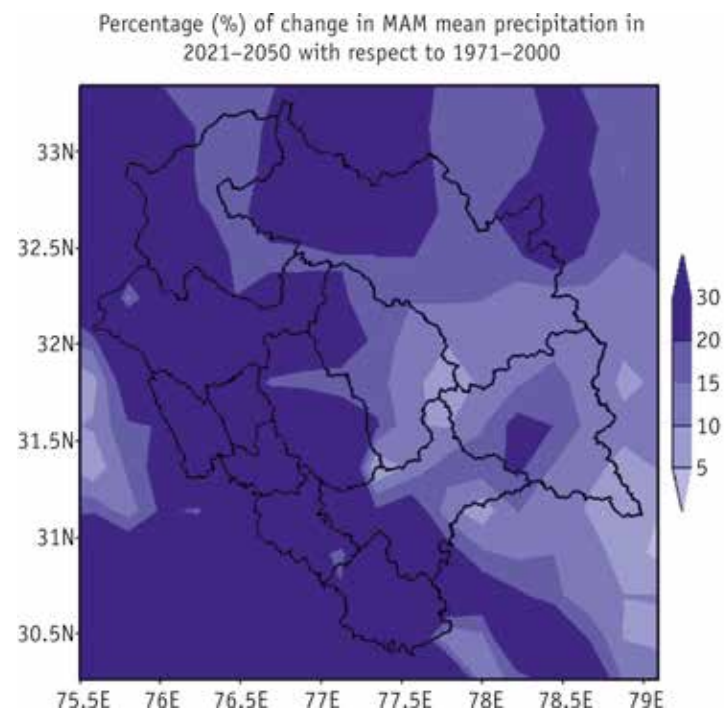 Percentage (%) of change in MAM mean precipitation in
2021–2050 with respect to 1971–2000
33N
32.5N
32N
31.5N
31N
30.5N
75.5E 76E 76.5E 77E 77.5E 78E 78.5E 79E
30
20
15
10
5